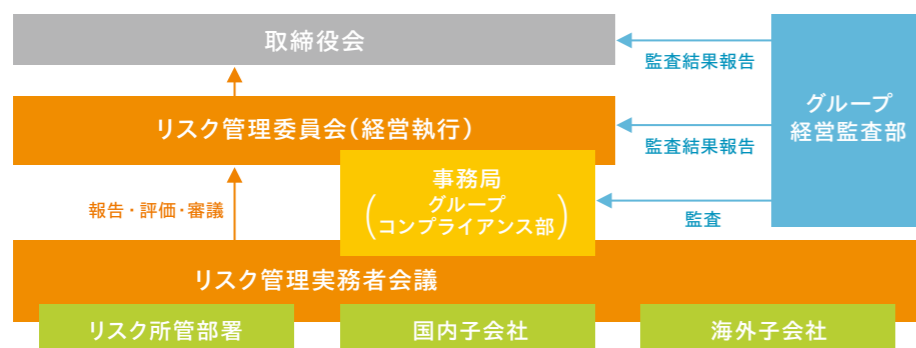 取締役会
監査結果報告
グループ
経営監査部
リスク管理委員会(経営執行)
監査結果報告
事務局
(グループ
コンプライアンス部)
報告・評価・審議
監査
リスク管理実務者会議
リスク所管部署
国内子会社
海外子会社